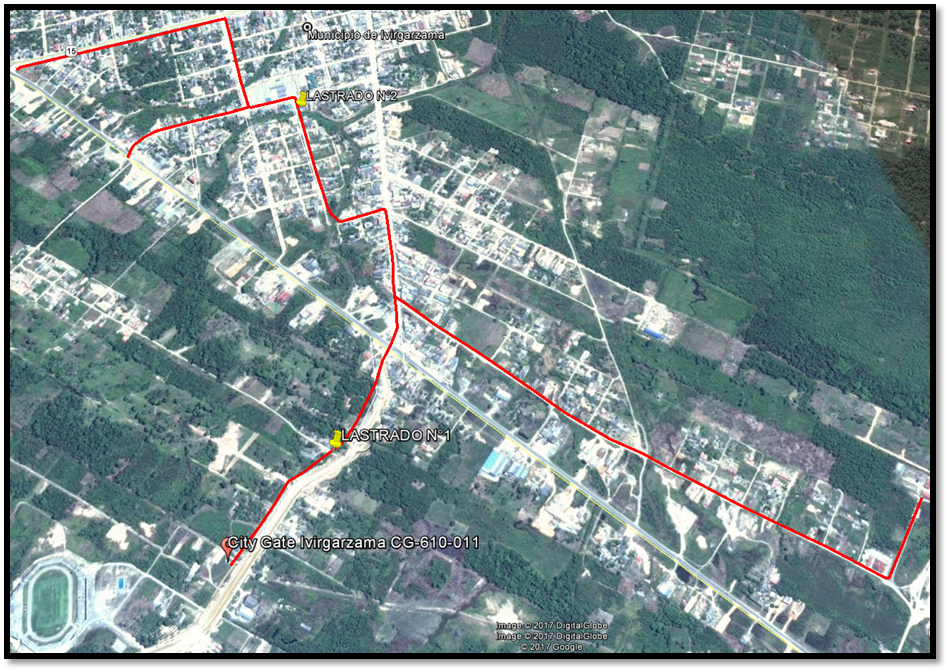 Municipio de Ivirgarzama
15
LASTRADO N°2
LASTRADO N°1
City Gate Ivirgarzama CG-610-011
Image © 2017 DigitalGlobe
Image © 2017 DigitalGlobe
© 2017 Google